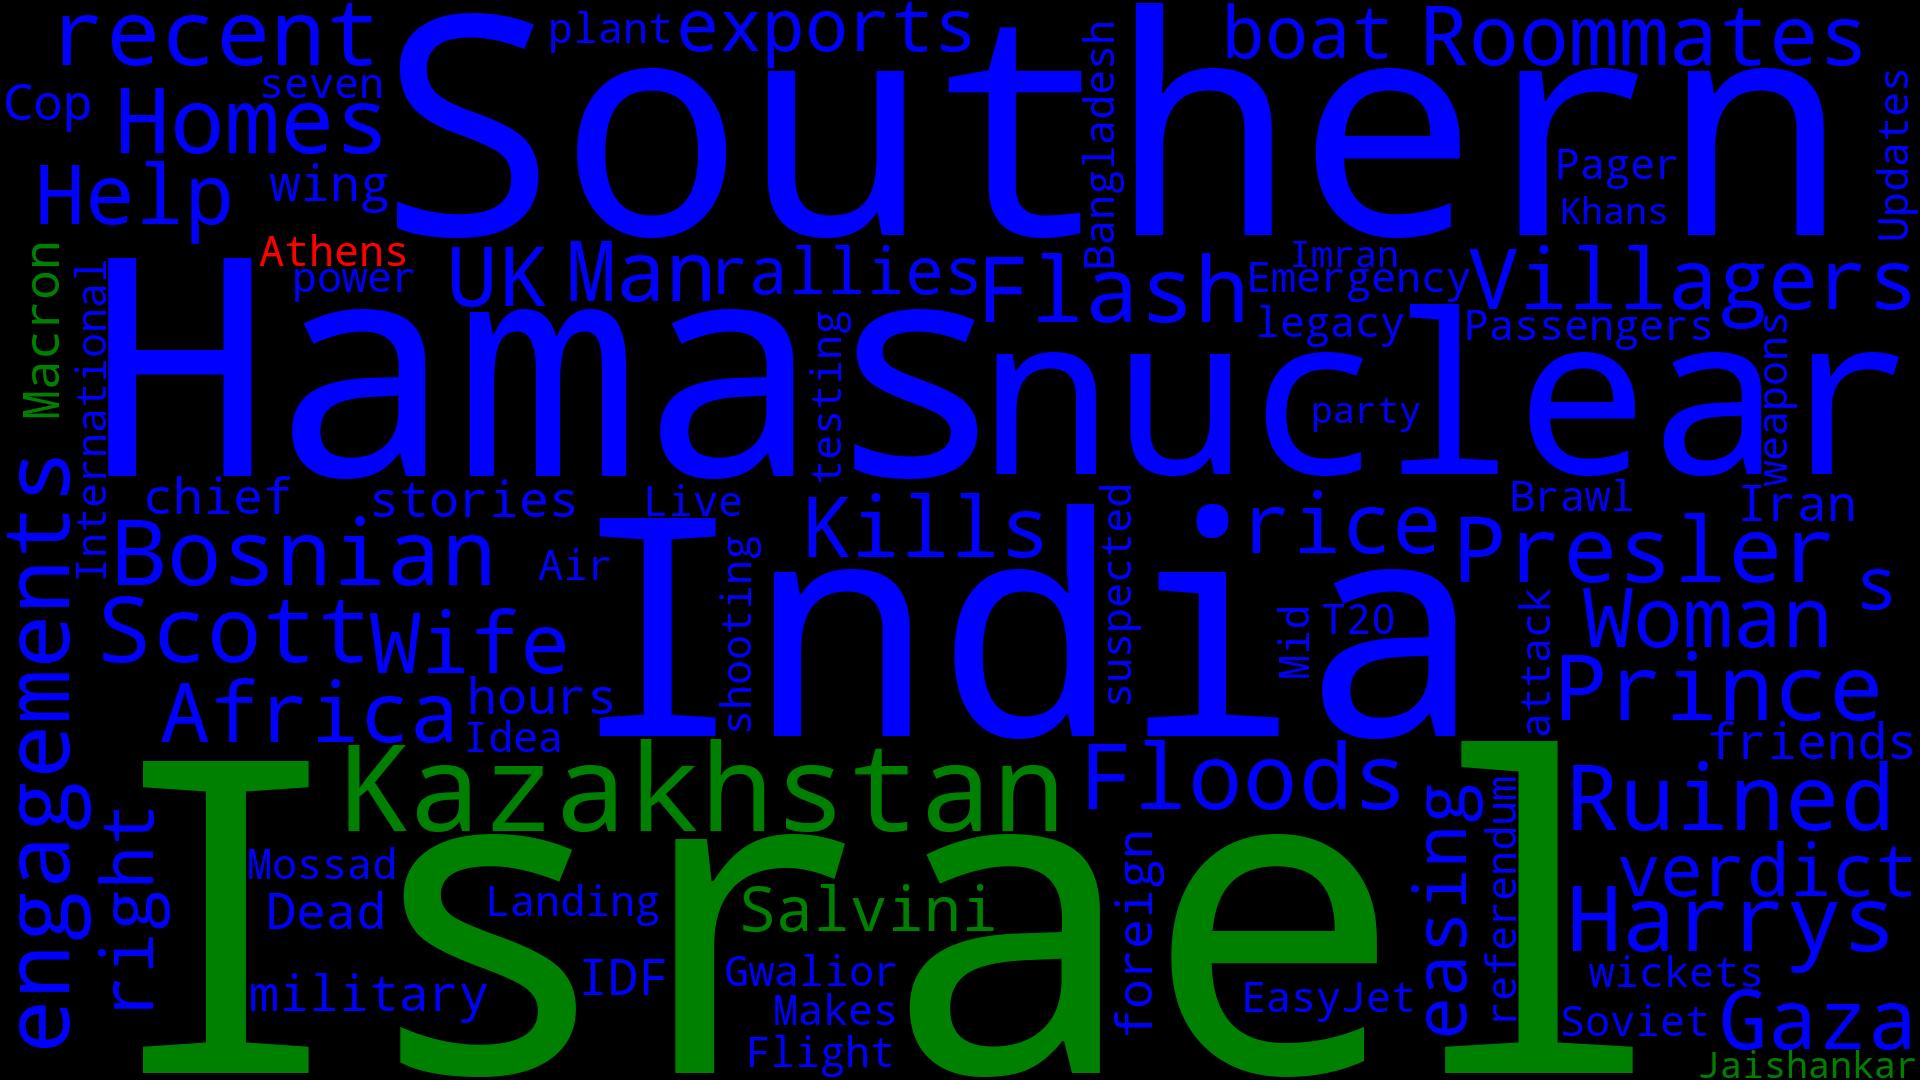 recent
plant
exports
boat
Roommates
Southern
Cop
seven
Homes
Bangladesh
Updates
Help
wing
Pager
Khans
Athens
power
UK
Man
rallies
Flash
Imran
Emergency
Villagers
Macron
International
Hamas
testing
nuclear
legacy
Passengers
weapons
party
chief
stories
Live
Kills
suspected
rice
Brawl
Iran
engagements
Bosnian
Air
shooting
India
Presler
s
Scott
Wife
Mid
T20
attack
Woman
Africa
hours
Idea
Prince
friends
Kazakhstan
Floods
Ruined
right
Israel
Mossad
Dead
Landing
Salvini
foreign
easing
referendum
verdict
Harrys
military
IDF
Gwalior
Makes
Flight
EasyJet
wickets
Soviet
Gaza
Jaishankar